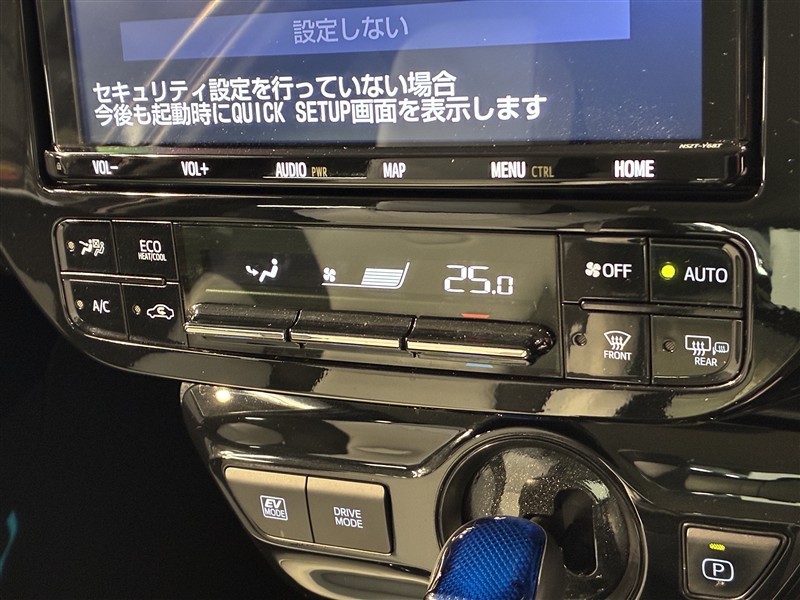 設定しない
セキュリティ設定を行っていない場合
今後も起動時にQUICK SETUP画面を表示します
NSZT-Y68T
VOL− VOL+ AUDIO PWR MAP MENU CTRL HOME
ECO
HEAT/COOL
25.0
OFF AUTO
A/C
FRONT
REAR
EV
MODE
DRIVE
MODE
P